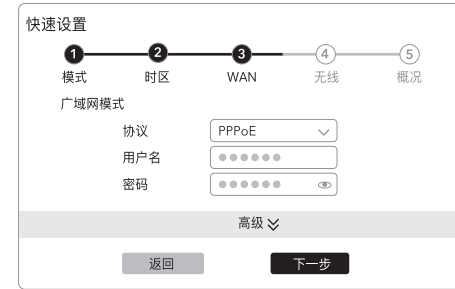 快速设置
1 2 3 4 5
模式 时区 WAN 无线 概况
广域网模式
协议 PPPoE
用户名 ●●●●●●
密码 ●●●●●●
高级
返回 下一步